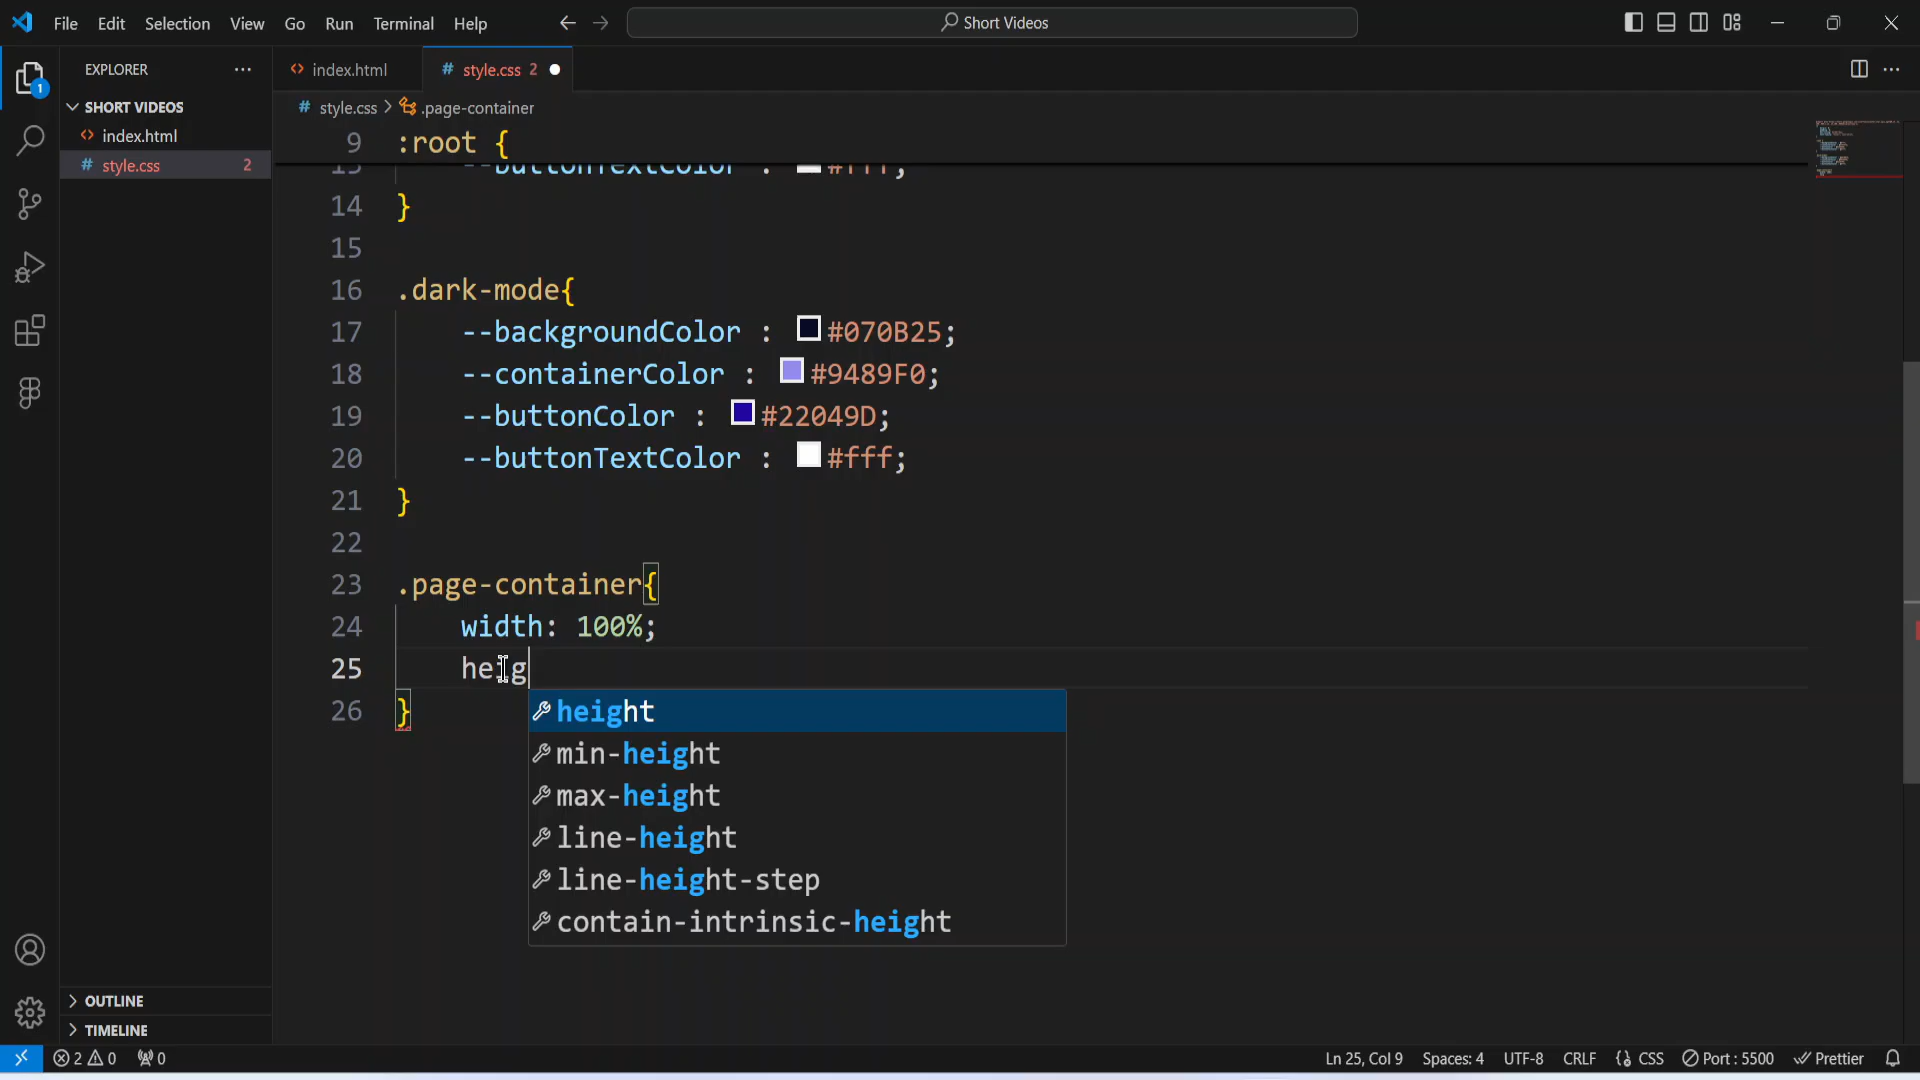 File Edit Selection View Go Run Terminal Help Short Videos
EXPLORER ··· index.html # style.css 2
SHORT VIDEOS # style.css > .page-container
index.html
# style.css 2
1
9 :root {
13 --buttonTextColor : #fff;
14 }
15
16 .dark-mode{
17 --backgroundColor : #070B25;
18 --containerColor : #9489F0;
19 --buttonColor : #22049D;
20 --buttonTextColor : #fff;
21 }
22
23 .page-container{
24 width: 100%;
25 heig
26 }
height
min-height
max-height
line-height
line-height-step
contain-intrinsic-height
OUTLINE
TIMELINE
2 0 0 Ln 25, Col 9 Spaces: 4 UTF-8 CRLF {} CSS Port : 5500 Prettier